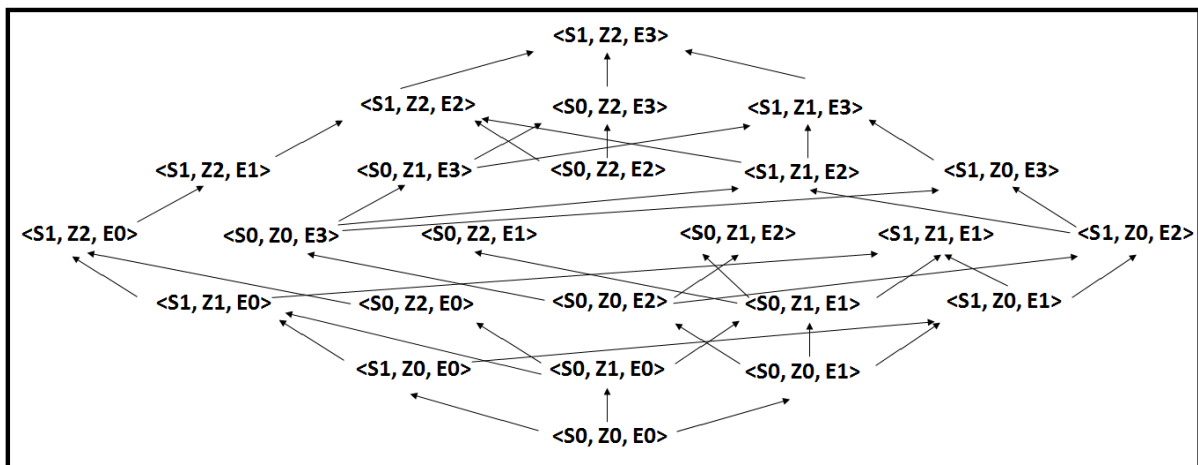 <S1, Z2, E3>
<S1, Z2, E2> <S0, Z2, E3> <S1, Z1, E3>
<S1, Z2, E1> <S0, Z1, E3> <S0, Z2, E2> <S1, Z1, E2> <S1, Z0, E3>
<S1, Z2, E0> <S0, Z0, E3> <S0, Z2, E1> <S0, Z1, E2> <S1, Z1, E1> <S1, Z0, E2>
<S1, Z1, E0> <S0, Z2, E0> <S0, Z0, E2> <S0, Z1, E1> <S1, Z0, E1>
<S1, Z0, E0> <S0, Z1, E0> <S0, Z0, E1>
<S0, Z0, E0>